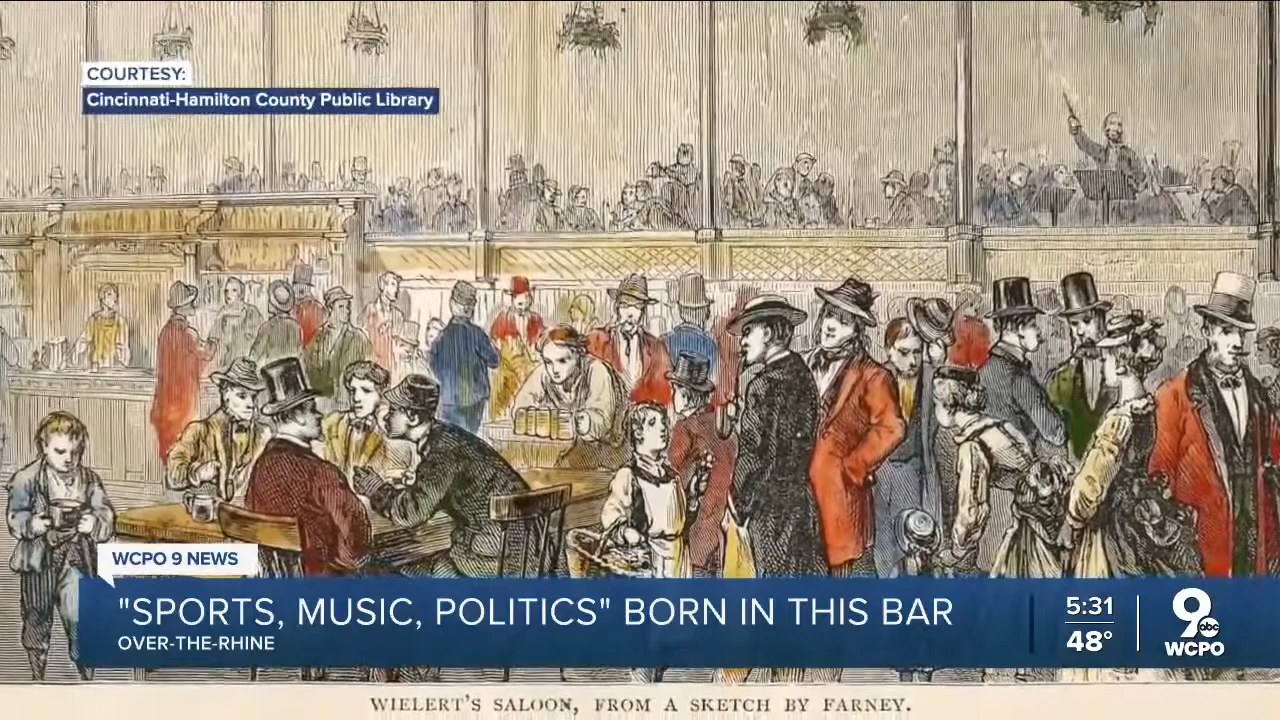 COURTESY:
Cincinnati-Hamilton County Public Library
WCPO 9 NEWS
"SPORTS, MUSIC, POLITICS" BORN IN THIS BAR
OVER-THE-RHINE
5:31
48°
9
abc
WCPO
WIELERT'S SALOON, FROM A SKETCH BY FARNEY.